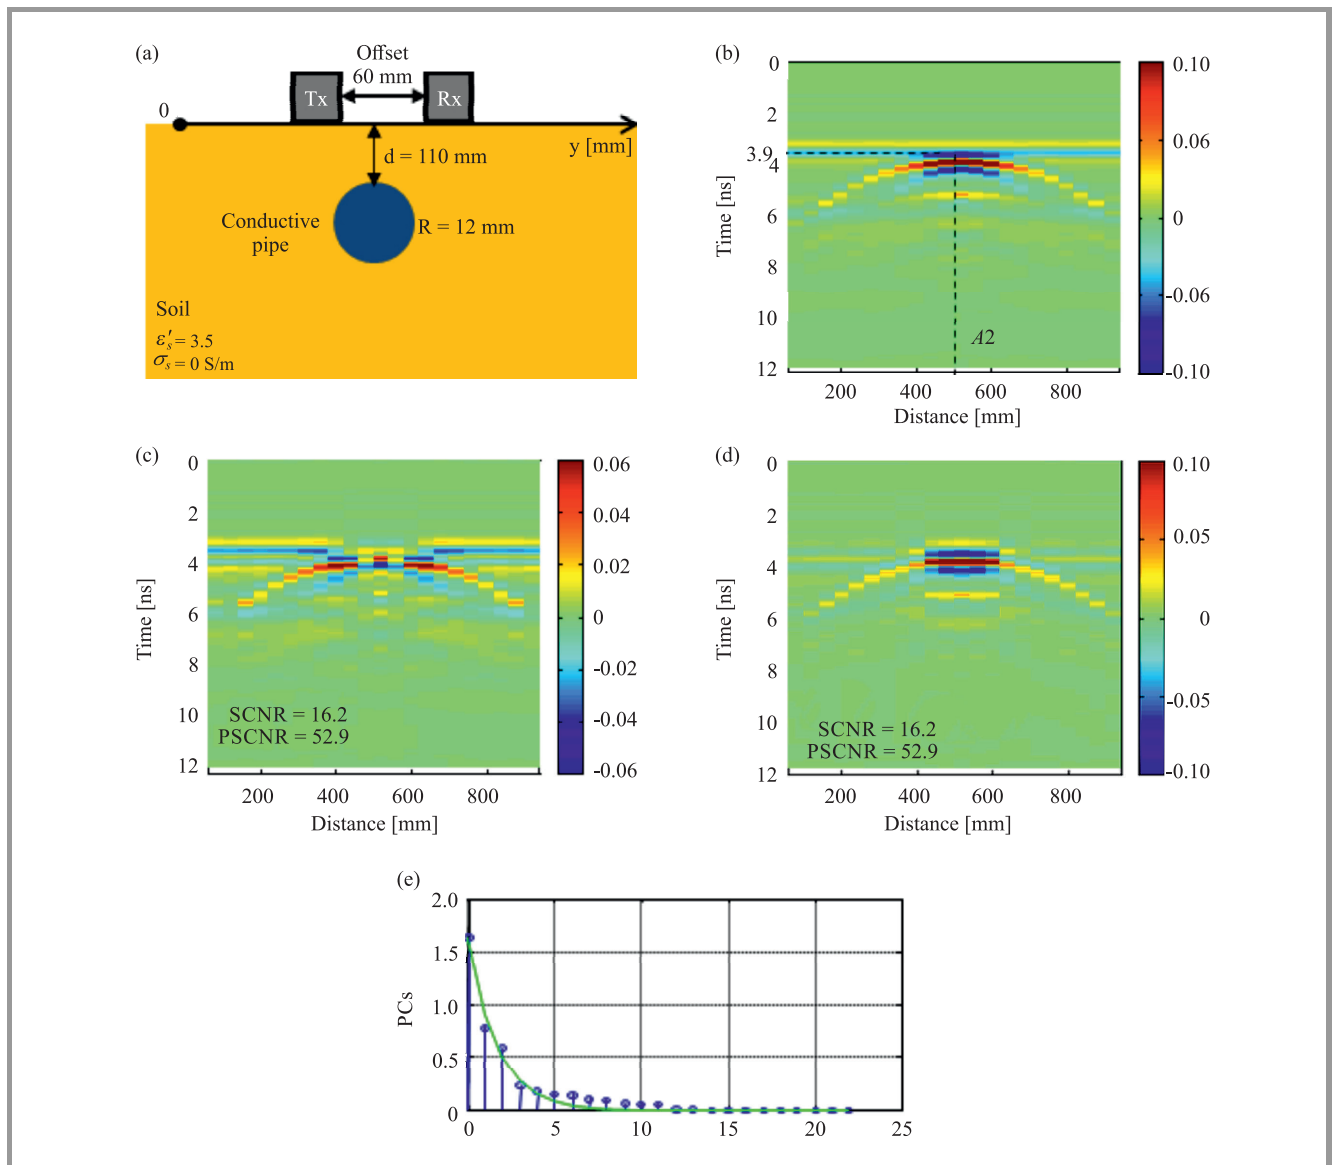 (a)
Offset
60 mm
Tx
Rx
0
y [mm]
d = 110 mm
Conductive
pipe
R = 12 mm
Soil
ε′s = 3.5
σs = 0 S/m
(b)
0
2
3.9
4
6
8
10
12
Time [ns]
A2
200
400
600
800
Distance [mm]
0.10
0.06
0
-0.06
-0.10
(c)
0
2
4
6
8
10
12
Time [ns]
SCNR = 16.2
PSCNR = 52.9
200
400
600
800
Distance [mm]
0.06
0.04
0.02
0
-0.02
-0.04
-0.06
(d)
0
2
4
6
8
10
12
Time [ns]
SCNR = 16.2
PSCNR = 52.9
200
400
600
800
Distance [mm]
0.10
0.05
0
-0.05
-0.10
(e)
2.0
1.5
1.0
0.5
0
PCs
0
5
10
15
20
25